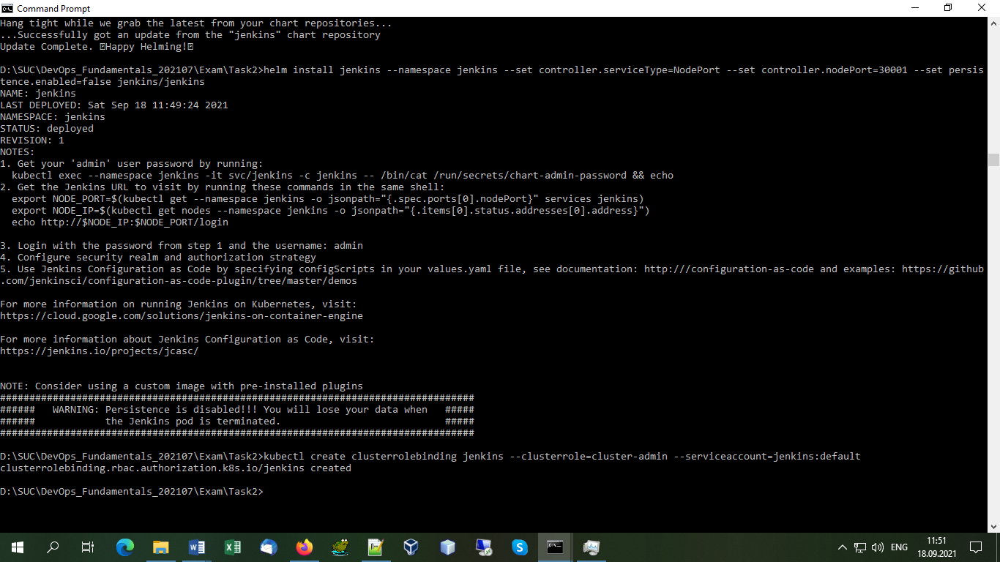 Command Prompt
Hang tight while we grab the latest from your chart repositories...
...Successfully got an update from the "jenkins" chart repository
Update Complete. Happy Helming!
D:\SUC\DevOps_Fundamentals_202107\Exam\Task2>helm install jenkins --namespace jenkins --set controller.serviceType=NodePort --set controller.nodePort=30001 --set persis
tence.enabled=false jenkins/jenkins
NAME: jenkins
LAST DEPLOYED: Sat Sep 18 11:49:24 2021
NAMESPACE: jenkins
STATUS: deployed
REVISION: 1
NOTES:
1. Get your 'admin' user password by running:
  kubectl exec --namespace jenkins -it svc/jenkins -c jenkins -- /bin/cat /run/secrets/chart-admin-password && echo
2. Get the Jenkins URL to visit by running these commands in the same shell:
  export NODE_PORT=$(kubectl get --namespace jenkins -o jsonpath="{.spec.ports[0].nodePort}" services jenkins)
  export NODE_IP=$(kubectl get nodes --namespace jenkins -o jsonpath="{.items[0].status.addresses[0].address}")
  echo http://$NODE_IP:$NODE_PORT/login
3. Login with the password from step 1 and the username: admin
4. Configure security realm and authorization strategy
5. Use Jenkins Configuration as Code by specifying configScripts in your values.yaml file, see documentation: http:///configuration-as-code and examples: https://github
.com/jenkinsci/configuration-as-code-plugin/tree/master/demos
For more information on running Jenkins on Kubernetes, visit:
https://cloud.google.com/solutions/jenkins-on-container-engine
For more information about Jenkins Configuration as Code, visit:
https://jenkins.io/projects/jcasc/
NOTE: Consider using a custom image with pre-installed plugins
#################################################################################
######   WARNING: Persistence is disabled!!! You will lose your data when   #####
######            the Jenkins pod is terminated.                            #####
#################################################################################
D:\SUC\DevOps_Fundamentals_202107\Exam\Task2>kubectl create clusterrolebinding jenkins --clusterrole=cluster-admin --serviceaccount=jenkins:default
clusterrolebinding.rbac.authorization.k8s.io/jenkins created
D:\SUC\DevOps_Fundamentals_202107\Exam\Task2>
ENG
11:51
18.09.2021